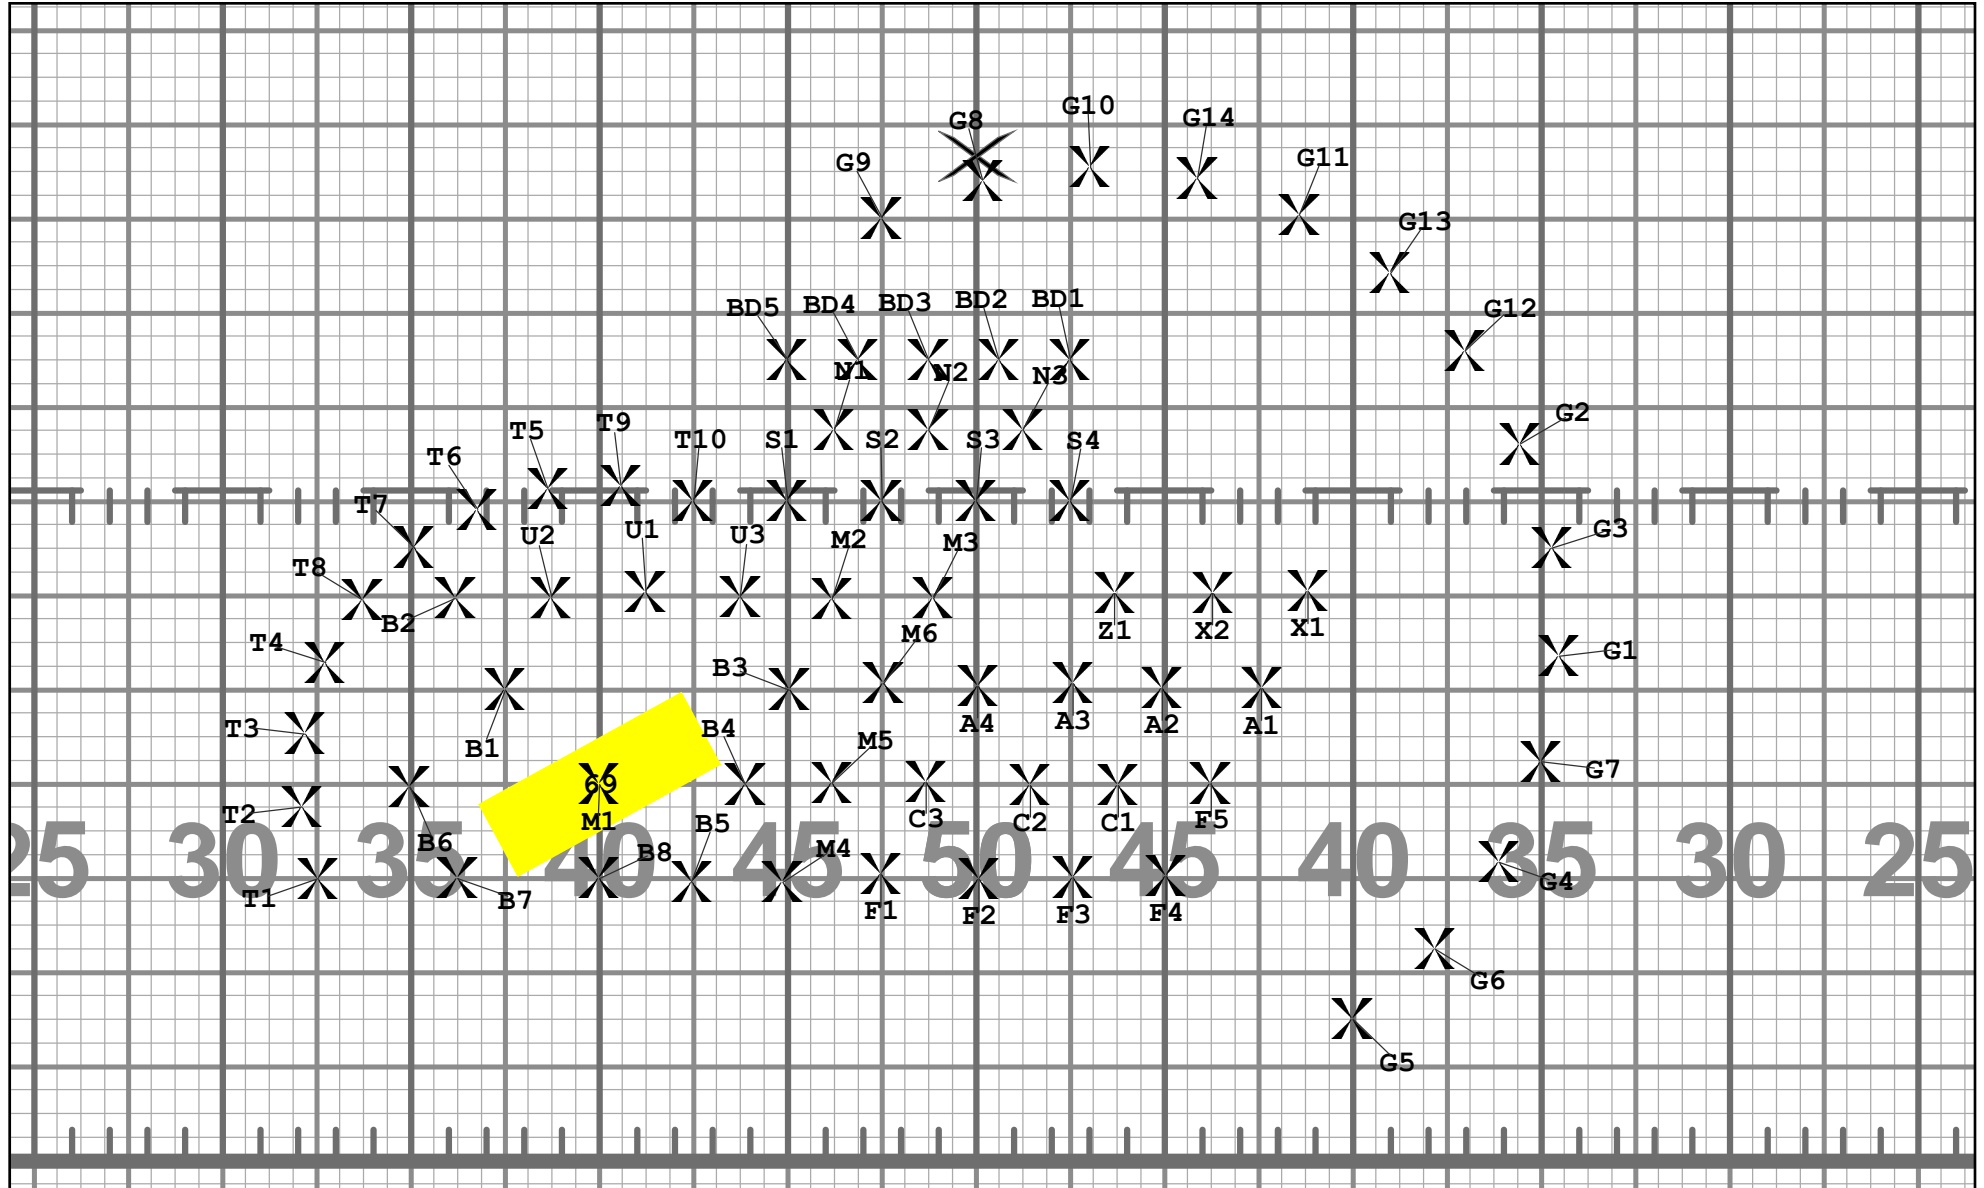 G10
G8 G14
G9 G11
G13
BD5 BD4 BD3 BD2 BD1 G12
N1 N2 N3
T5 T9 T10 S1 S2 S3 S4 G2
T6
T7 U2 U1 U3 M2 M3 G3
T8
B2 M6 Z1 X2 X1
T4 B3 G1
T3 B1 B4 M5 A4 A3 A2 A1
69 G7
T2 M1 B5 C3 C2 C1 F5
B6 B8 M4
25 30 35 40 45 50 45 40 35 30 25
T1 B7 F1 F2 F3 F4 G4
G6
G5